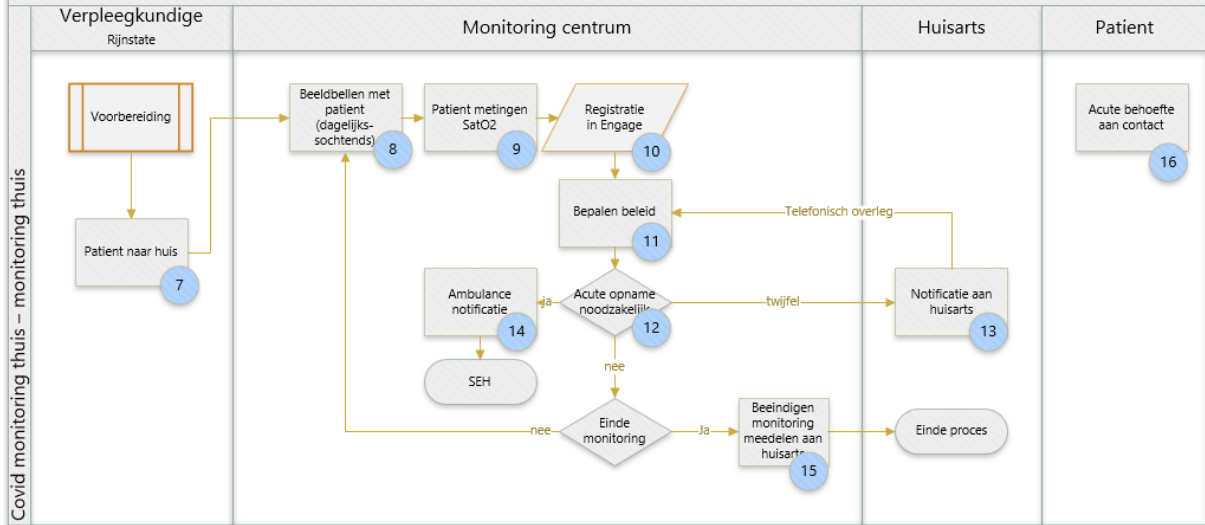 Verpleegkundige
Rijnstate
Monitoring centrum
Huisarts
Patient
Covid monitoring thuis – monitoring thuis
Voorbereiding
Patient naar huis
7
Beeldbellen met
patient
(dagelijks-
sochtends)
8
Patient metingen
SatO2
9
Registratie
in Engage
10
Acute behoefte
aan contact
16
Bepalen beleid
11
Telefonisch overleg
Ambulance
notificatie
14
ja
Acute opname
noodzakelijk
12
twijfel
Notificatie aan
huisarts
13
SEH
nee
nee
Einde
monitoring
Ja
Beeindigen
monitoring
meedelen aan
huisarts
15
Einde proces